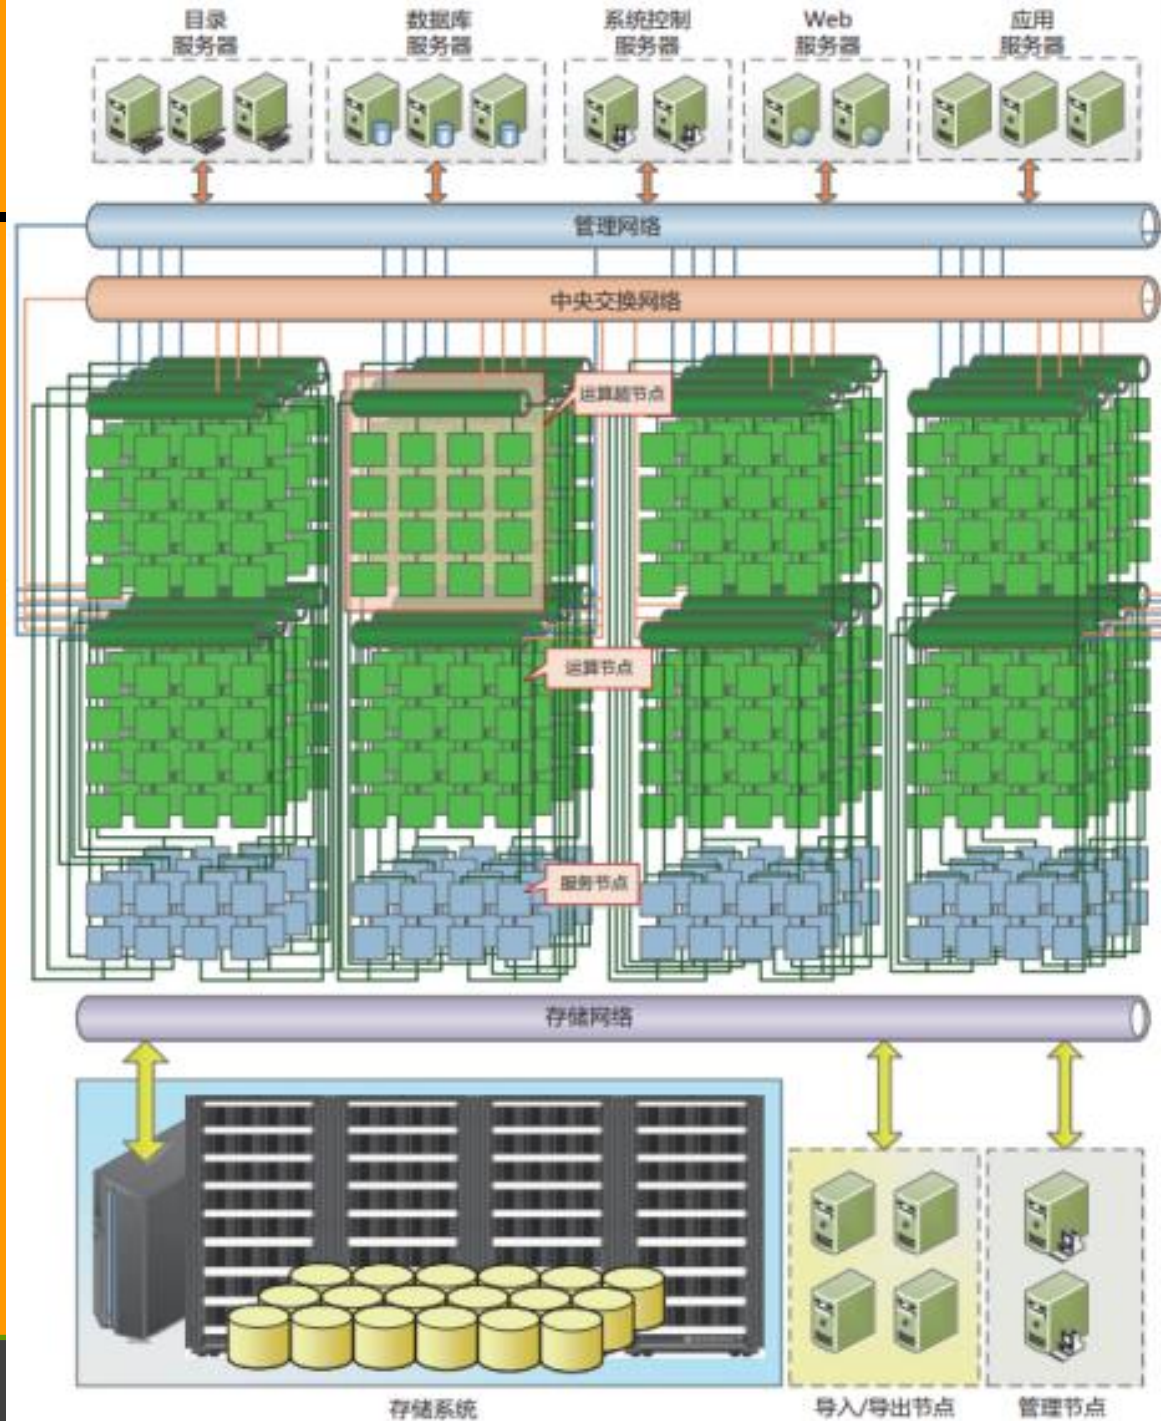 目录
服务器
数据库
服务器
系统控制
服务器
Web
服务器
应用
服务器
管理网络
中央交换网络
运算超节点
运算节点
服务节点
存储网络
存储系统
导入/导出节点
管理节点